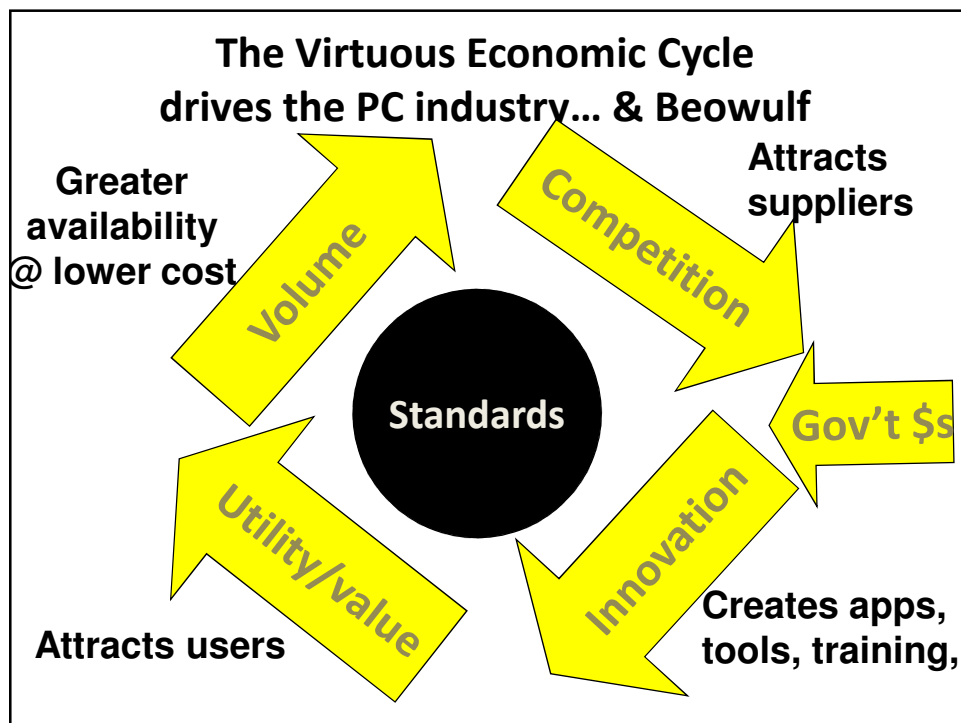 The Virtuous Economic Cycle
drives the PC industry… & Beowulf
Greater
availability
@ lower cost
Volume
Competition
Attracts
suppliers
Standards
Gov't $s
Innovation
Utility/value
Creates apps,
tools, training,
Attracts users